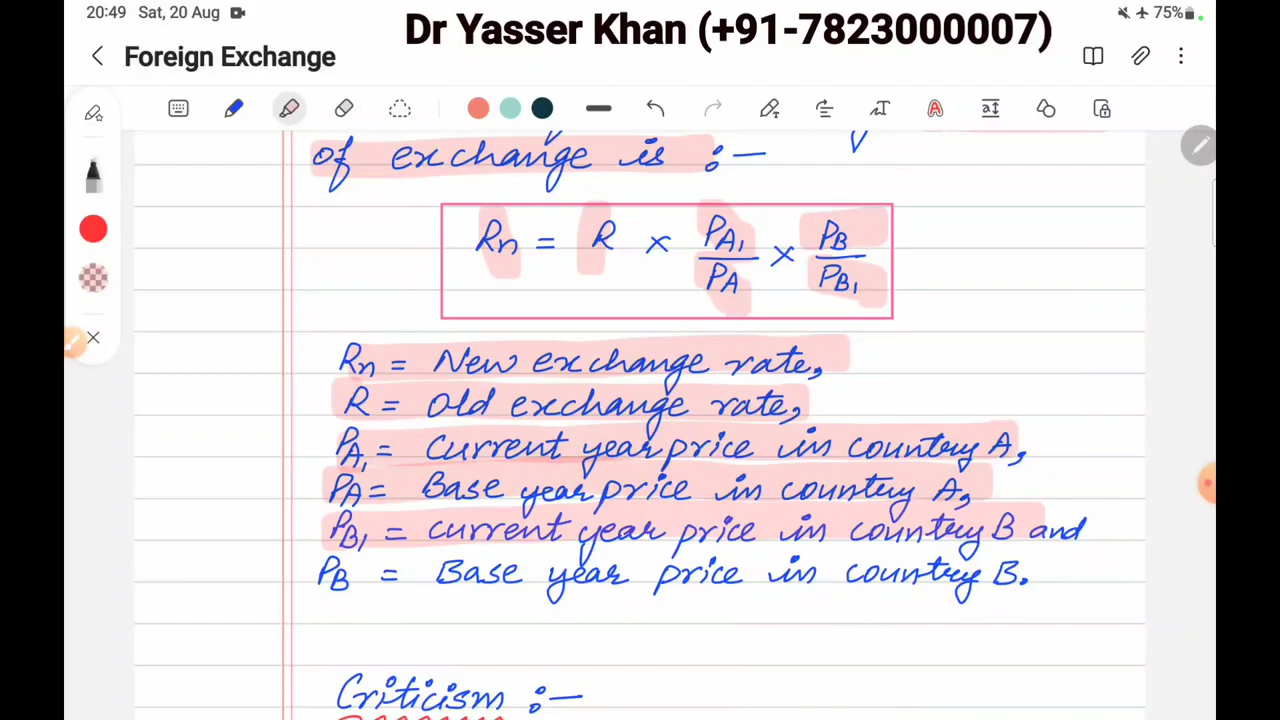 20:49 Sat, 20 Aug
75%
Dr Yasser Khan (+91-7823000007)
Foreign Exchange
of exchange is :—
Rn = R × PA1/PA × PB/PB1
Rn = New exchange rate,
R = Old exchange rate,
PA1 = Current year price in country A,
PA = Base year price in country A,
PB1 = current year price in country B and
PB = Base year price in country B.
Criticism :—